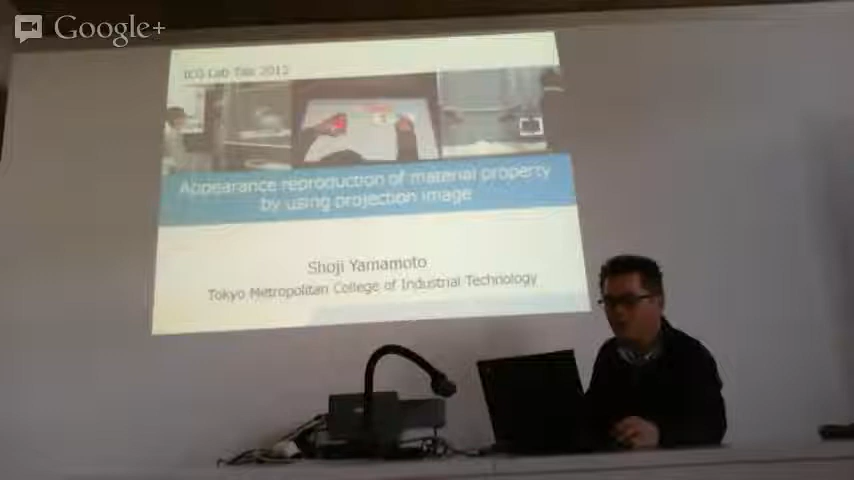 Google+
ICG Lab Talk 2012
Appearance reproduction of material property
by using projection image
Shoji Yamamoto
Tokyo Metropolitan College of Industrial Technology